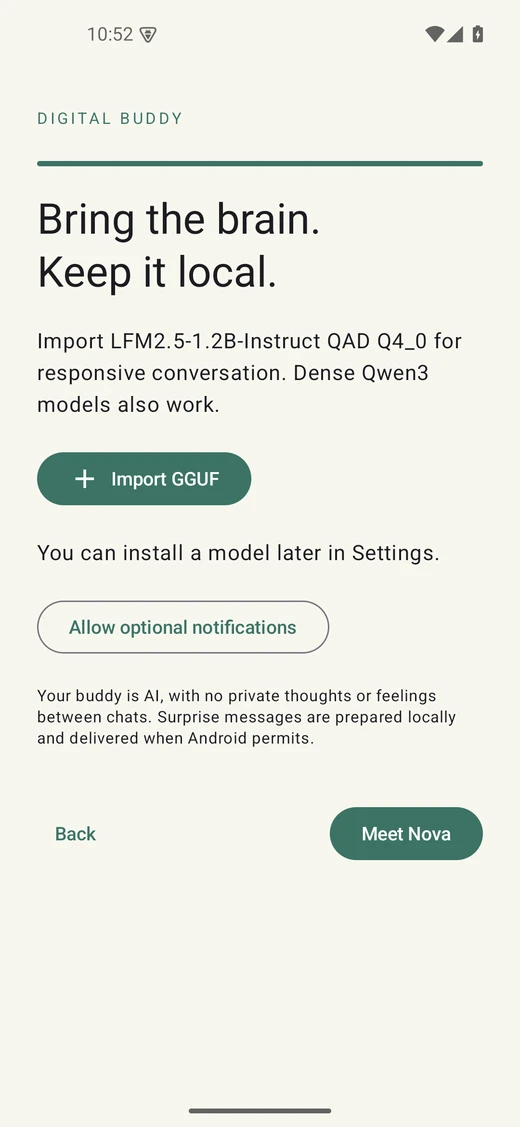 10:52
DIGITAL BUDDY
Bring the brain.
Keep it local.
Import LFM2.5-1.2B-Instruct QAD Q4_0 for
responsive conversation. Dense Qwen3
models also work.
Import GGUF
You can install a model later in Settings.
Allow optional notifications
Your buddy is AI, with no private thoughts or feelings
between chats. Surprise messages are prepared locally
and delivered when Android permits.
Back
Meet Nova